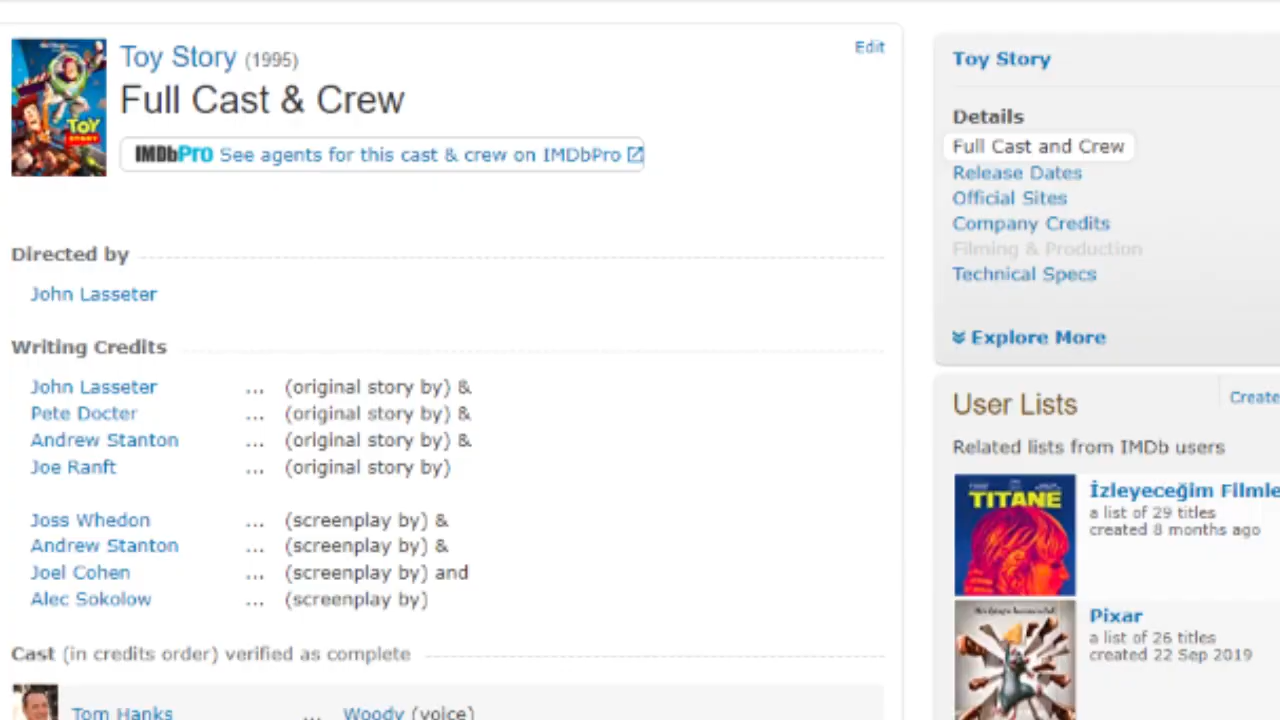 Toy Story (1995)
Edit
Full Cast & Crew
IMDbPro See agents for this cast & crew on IMDbPro
Directed by
John Lasseter
Writing Credits
John Lasseter ... (original story by) &
Pete Docter ... (original story by) &
Andrew Stanton ... (original story by) &
Joe Ranft ... (original story by)
Joss Whedon ... (screenplay by) &
Andrew Stanton ... (screenplay by) &
Joel Cohen ... (screenplay by) and
Alec Sokolow ... (screenplay by)
Cast (in credits order) verified as complete
Tom Hanks ... Woody (voice)
TOY
STORY
Toy Story
Details
Full Cast and Crew
Release Dates
Official Sites
Company Credits
Filming & Production
Technical Specs
Explore More
User Lists
Create
Related lists from IMDb users
TITANE
İzleyeceğim Filmle
a list of 29 titles
created 8 months ago
Pixar
a list of 26 titles
created 22 Sep 2019